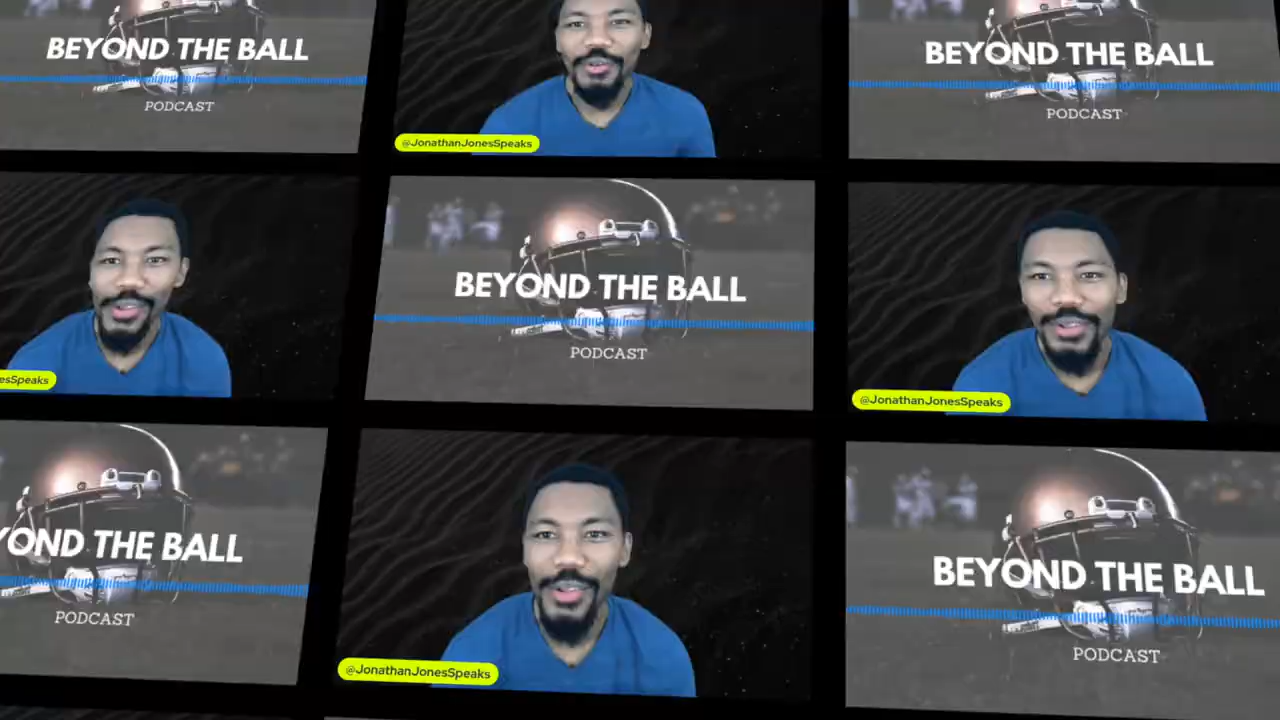 BEYOND THE BALL
PODCAST
@JonathanJonesSpeaks
BEYOND THE BALL
PODCAST
esSpeaks
BEYOND THE BALL
PODCAST
@JonathanJonesSpeaks
YOND THE BALL
PODCAST
@JonathanJonesSpeaks
BEYOND THE BALL
PODCAST